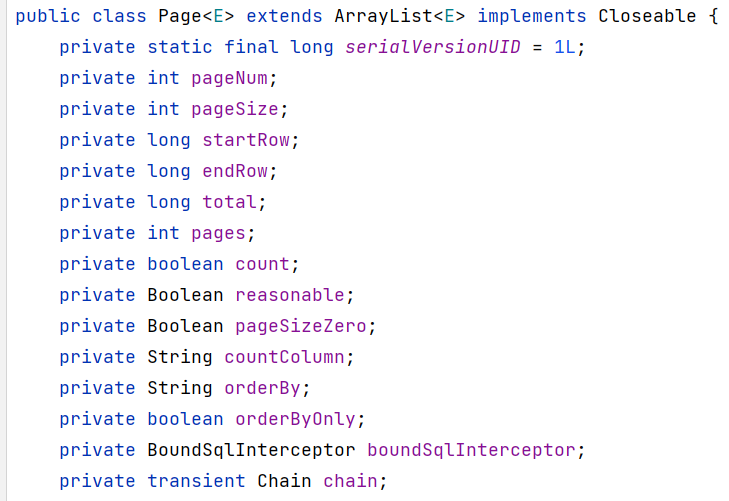 public class Page<E> extends ArrayList<E> implements Closeable {
private static final long serialVersionUID = 1L;
private int pageNum;
private int pageSize;
private long startRow;
private long endRow;
private long total;
private int pages;
private boolean count;
private Boolean reasonable;
private Boolean pageSizeZero;
private String countColumn;
private String orderBy;
private boolean orderByOnly;
private BoundSqlInterceptor boundSqlInterceptor;
private transient Chain chain;